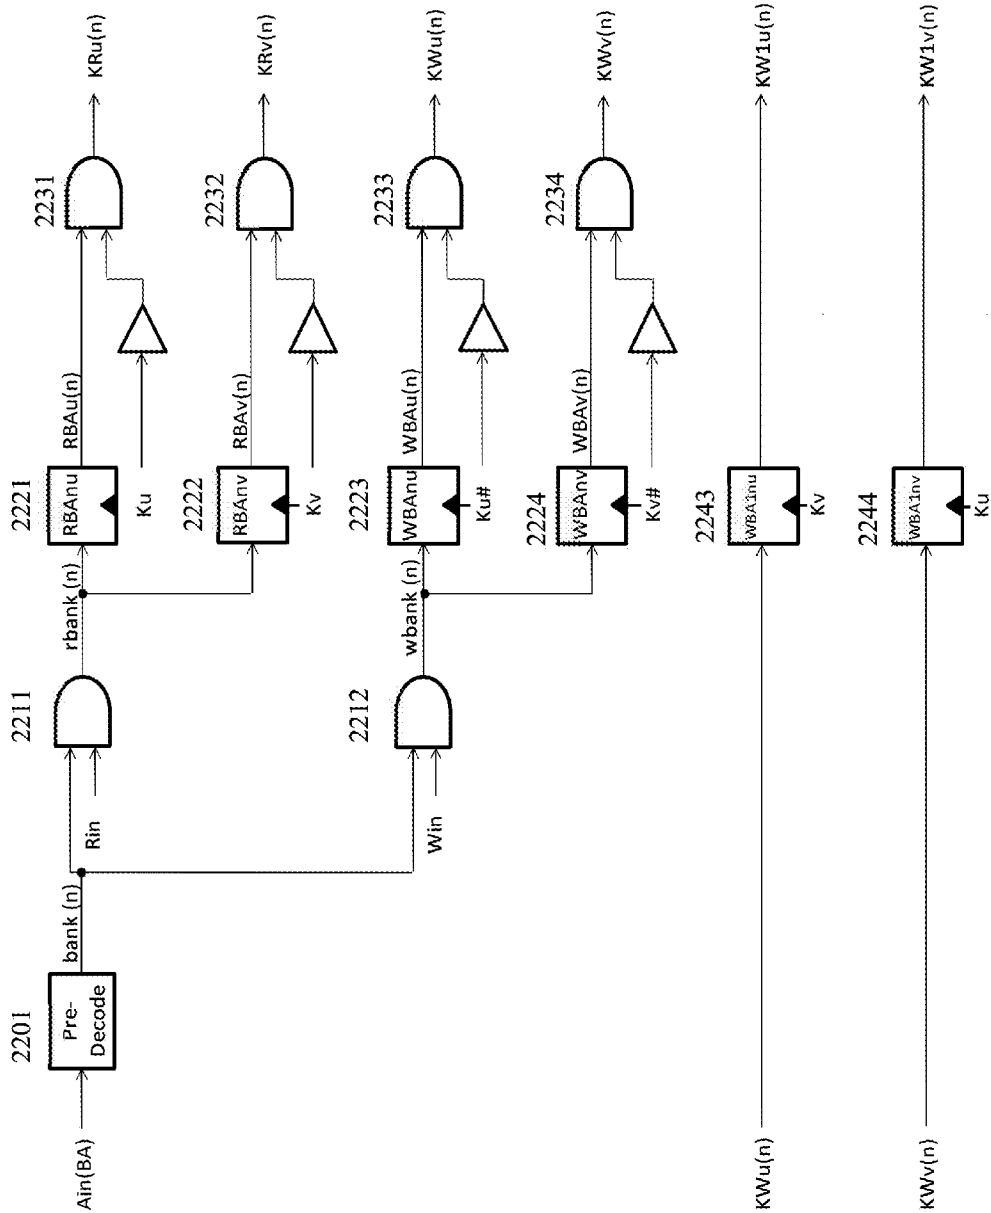 2201
2211
2221
2231
Ain(BA)
Pre-
Decode
bank (n)
Rin
rbank (n)
RBAnu
Ku
RBAu(n)
KRu(n)
2222
2232
RBAnv
Kv
RBAv(n)
KRv(n)
2212
2223
2233
Win
wbank (n)
WBAnu
Ku#
WBAu(n)
KWu(n)
2224
2234
WBAnv
Kv#
WBAv(n)
KWv(n)
2243
KWu(n)
WBA1nu
Kv
KW1u(n)
2244
KWv(n)
WBA1nv
Ku
KW1v(n)